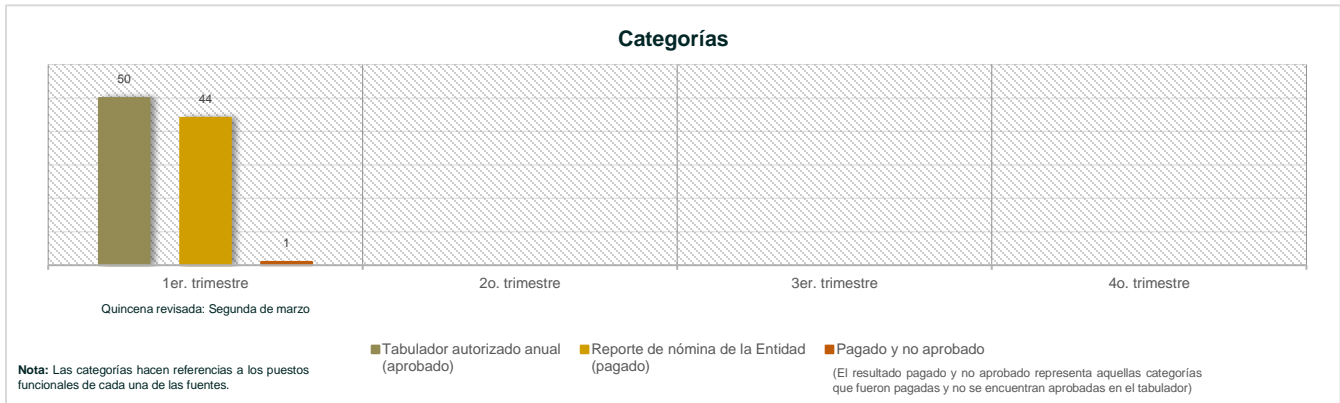 Categorías
50
44
1
1er. trimestre
2o. trimestre
3er. trimestre
4o. trimestre
Quincena revisada: Segunda de marzo
Tabulador autorizado anual
(aprobado)
Reporte de nómina de la Entidad
(pagado)
Pagado y no aprobado
(El resultado pagado y no aprobado representa aquellas categorías
que fueron pagadas y no se encuentran aprobadas en el tabulador)
Nota: Las categorías hacen referencias a los puestos
funcionales de cada una de las fuentes.